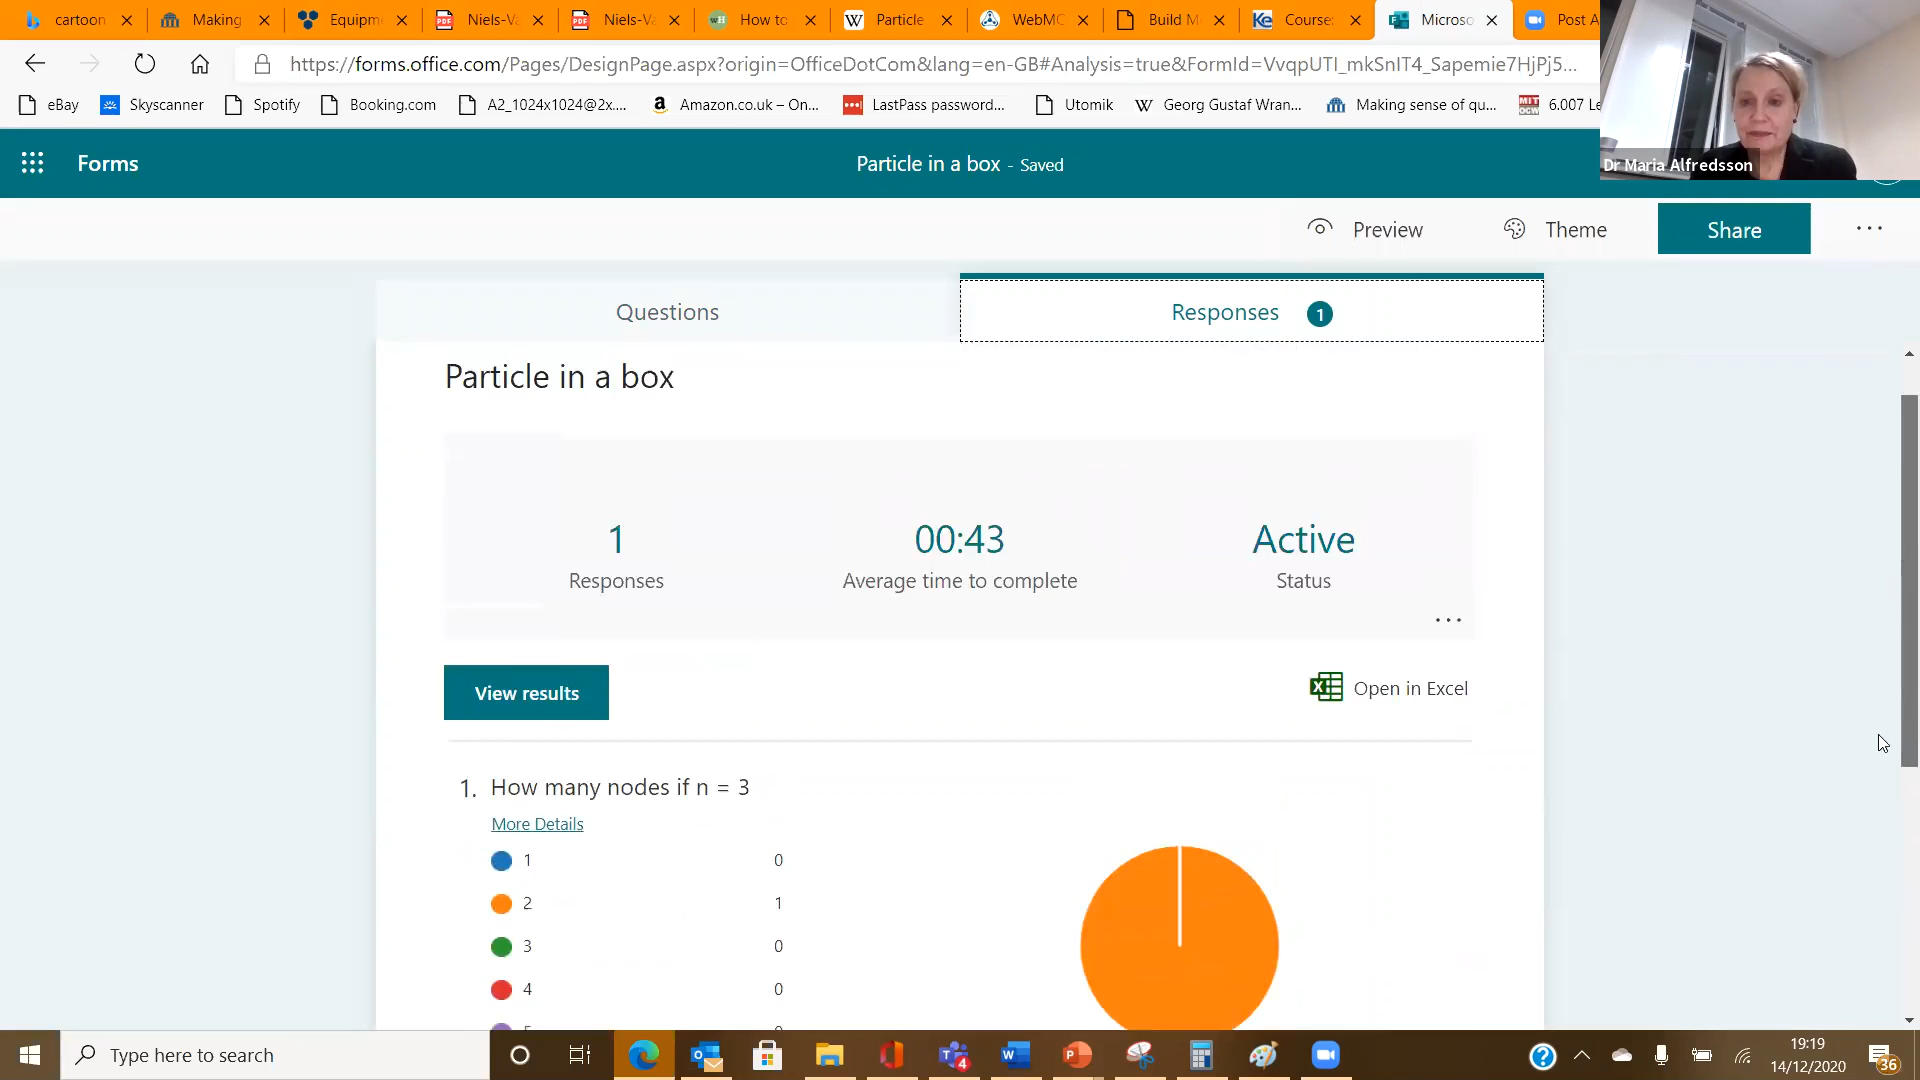 cartoon
Making
Equipm
Niels-Va
Niels-Va
How to
Particle
WebMC
Build M
Course:
Microso
Post A
https://forms.office.com/Pages/DesignPage.aspx?origin=OfficeDotCom&lang=en-GB#Analysis=true&FormId=VvqpUTI_mkSnIT4_Sapemie7HjPj5...
eBay
Skyscanner
Spotify
Booking.com
A2_1024x1024@2x....
Amazon.co.uk – On...
LastPass password...
Utomik
Georg Gustaf Wran...
Making sense of qu...
6.007 Le
Dr Maria Alfredsson
Forms
Particle in a box - Saved
Preview
Theme
Share
Questions
Responses 1
Particle in a box
1
Responses
00:43
Average time to complete
Active
Status
View results
Open in Excel
1. How many nodes if n = 3
More Details
1 0
2 1
3 0
4 0
Type here to search
4
19:19
14/12/2020
36